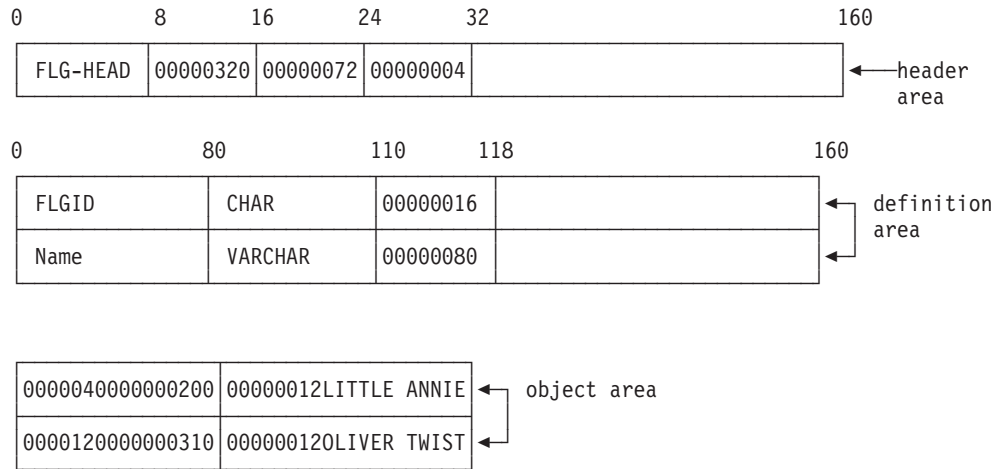 0 8 16 24 32 160
FLG-HEAD 00000320 00000072 00000004 header
area
0 80 110 118 160
FLGID CHAR 00000016 definition
Name VARCHAR 00000080 area
0000040000000200 00000012LITTLE ANNIE object area
0000120000000310 00000012OLIVER TWIST